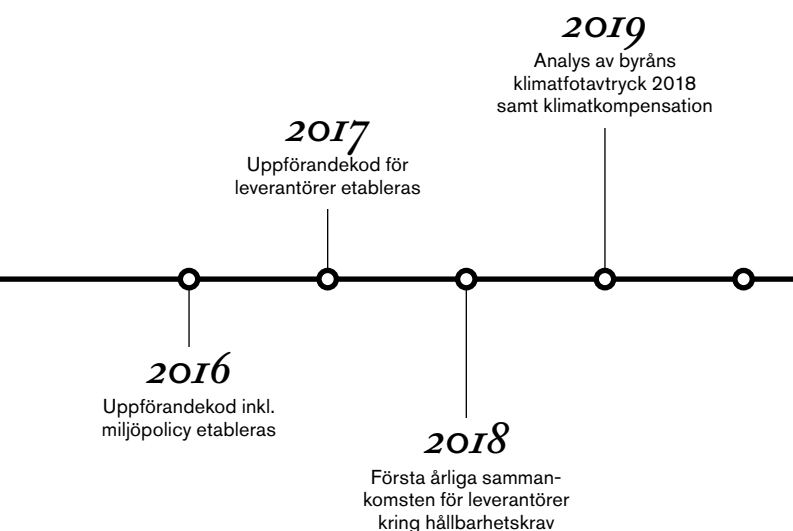 2019
Analys av byråns
klimatfotavtryck 2018
samt klimatkompensation
2017
Uppförandekod för
leverantörer etableras
2016
Uppförandekod inkl.
miljöpolicy etableras
2018
Första årliga samman-
komsten för leverantörer
kring hållbarhetskrav